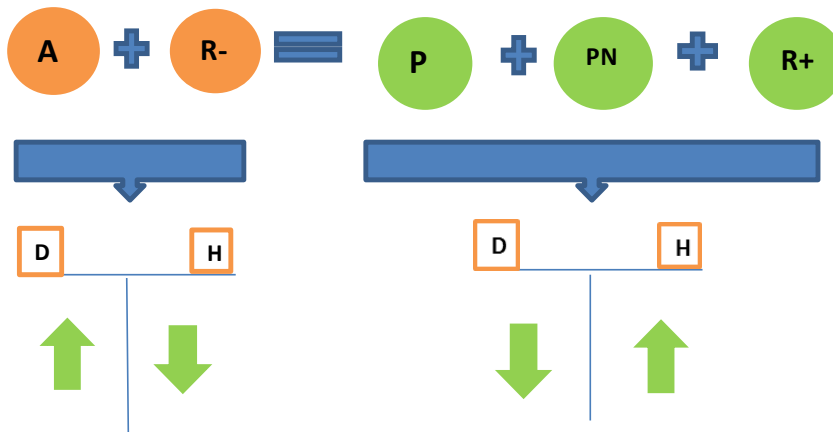 A + R- = P + PN + R+
D H D H